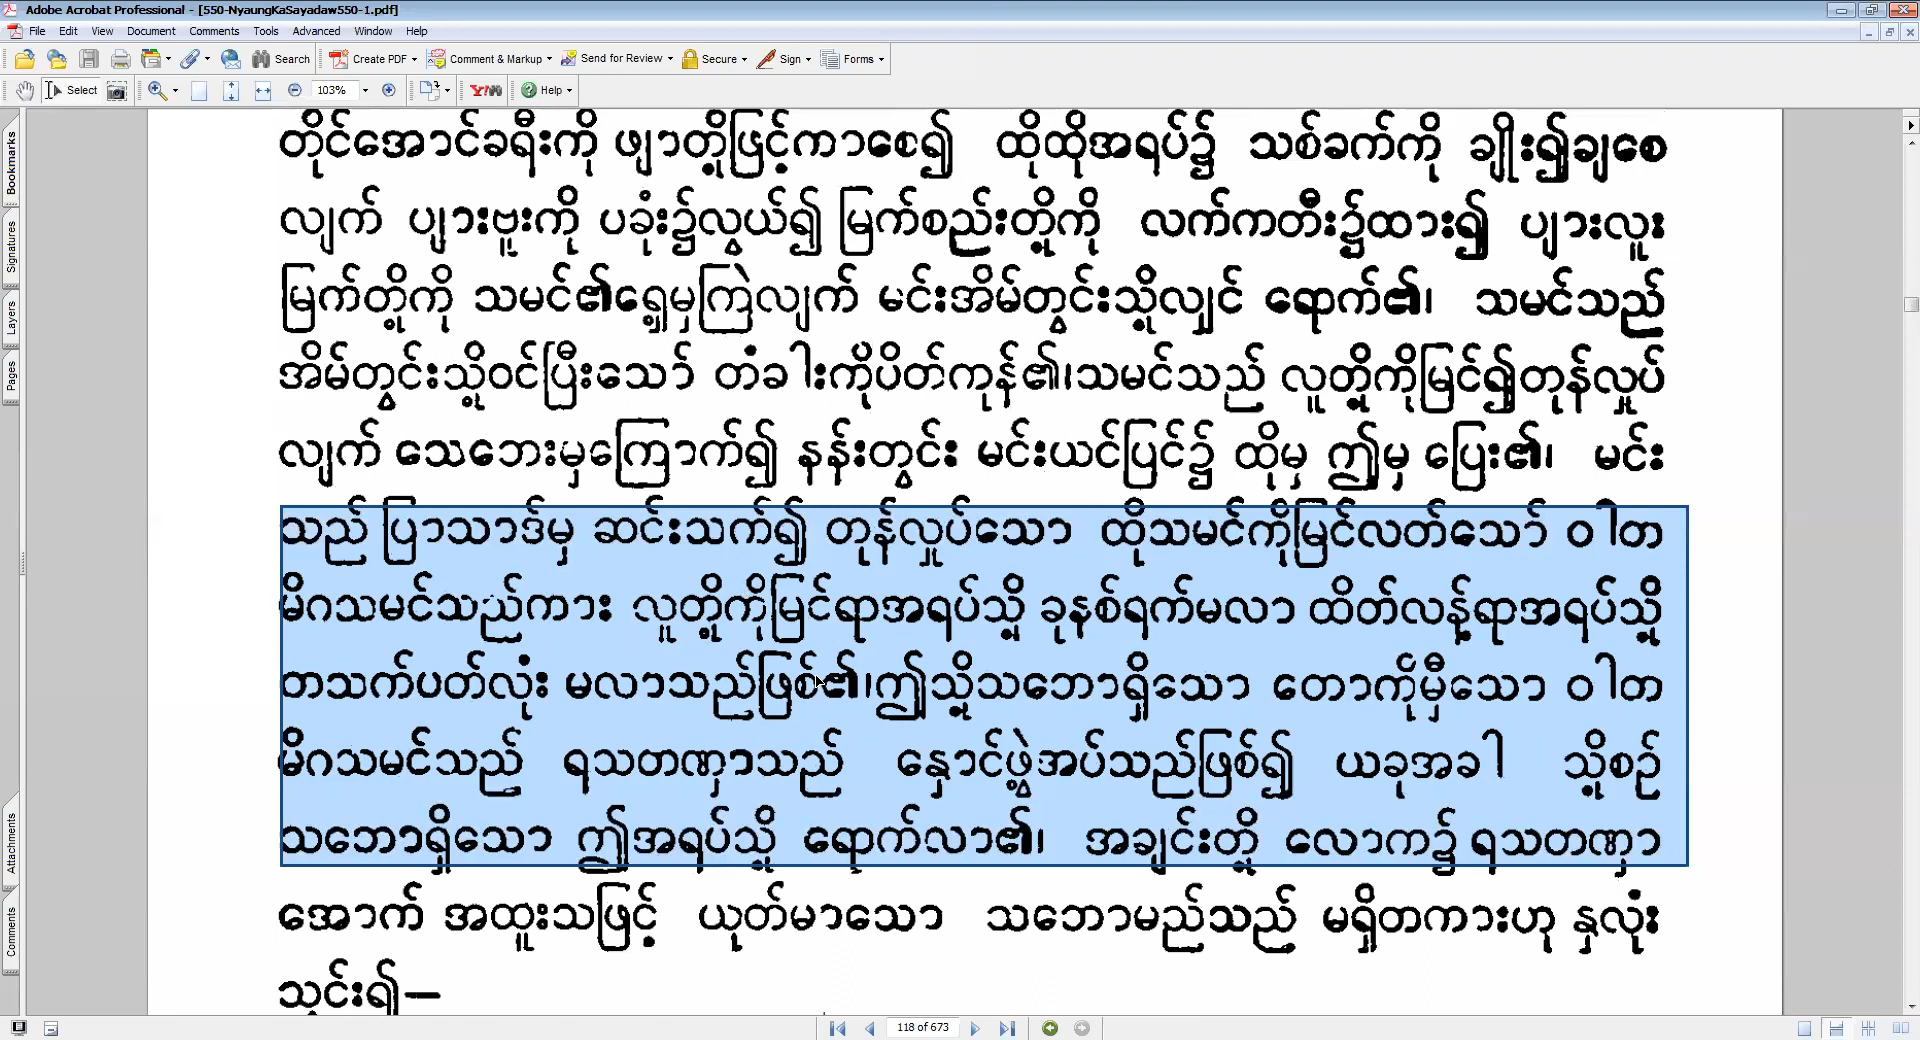 Adobe Acrobat Professional - [550-NyaungKaSayadaw550-1.pdf]
File Edit View Document Comments Tools Advanced Window Help
Search Create PDF Comment & Markup Send for Review Secure Sign Forms
Select 103% Y! Help
Bookmarks
Signatures
Layers
Pages
Attachments
Comments
တိုင်အောင်ခရီးကို ဖျာတို့ဖြင့်ကာစေ၍ ထိုထိုအရပ်၌ သစ်ခက်ကို ချိုး၍ချစေ
လျက် ပျားဗူးကို ပခုံး၌လွယ်၍ မြက်စည်းတို့ကို လက်ကတီး၌ထား၍ ပျားလူး
မြက်တို့ကို သမင်၏ရှေ့မှကြဲလျက် မင်းအိမ်တွင်းသို့လျှင် ရောက်၏၊ သမင်သည်
အိမ်တွင်းသို့ဝင်ပြီးသော် တံခါးကိုပိတ်ကုန်၏၊သမင်သည် လူတို့ကိုမြင်၍တုန်လှုပ်
လျက် သေဘေးမှကြောက်၍ နန်းတွင်း မင်းယင်ပြင်၌ ထိုမှ ဤမှ ပြေး၏၊ မင်း
သည် ပြာသာဒ်မှ ဆင်းသက်၍ တုန်လှုပ်သော ထိုသမင်ကိုမြင်လတ်သော် ဝါတ
မိဂသမင်သည်ကား လူတို့ကိုမြင်ရာအရပ်သို့ ခုနစ်ရက်မလာ ထိတ်လန့်ရာအရပ်သို့
တသက်ပတ်လုံး မလာသည်ဖြစ်၏၊ဤသို့သဘောရှိသော တောကိုမှီသော ဝါတ
မိဂသမင်သည် ရသတဏှာသည် နှောင်ဖွဲ့အပ်သည်ဖြစ်၍ ယခုအခါ သို့စဉ်
သဘောရှိသော ဤအရပ်သို့ ရောက်လာ၏၊ အချင်းတို့ လောက၌ ရသတဏှာ
အောက် အထူးသဖြင့် ယုတ်မာသော သဘောမည်သည် မရှိတကားဟု နှလုံး
သွင်း၍—
118 of 673